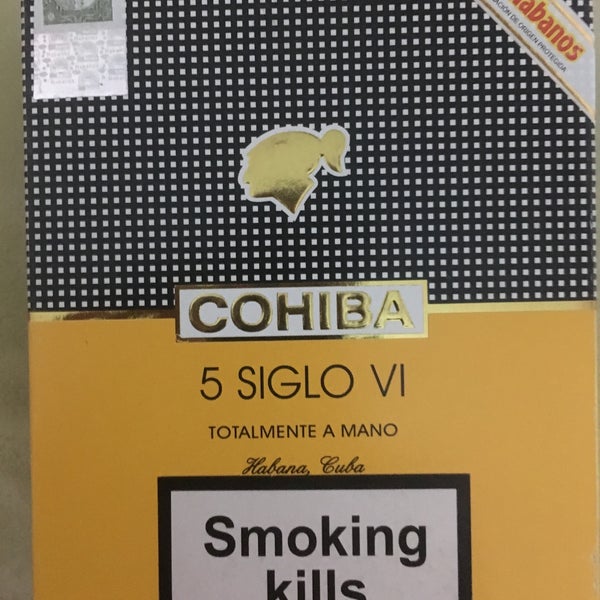 Habanos
COHIBA
5 SIGLO VI
TOTALMENTE A MANO
Habana, Cuba
Smoking
kills